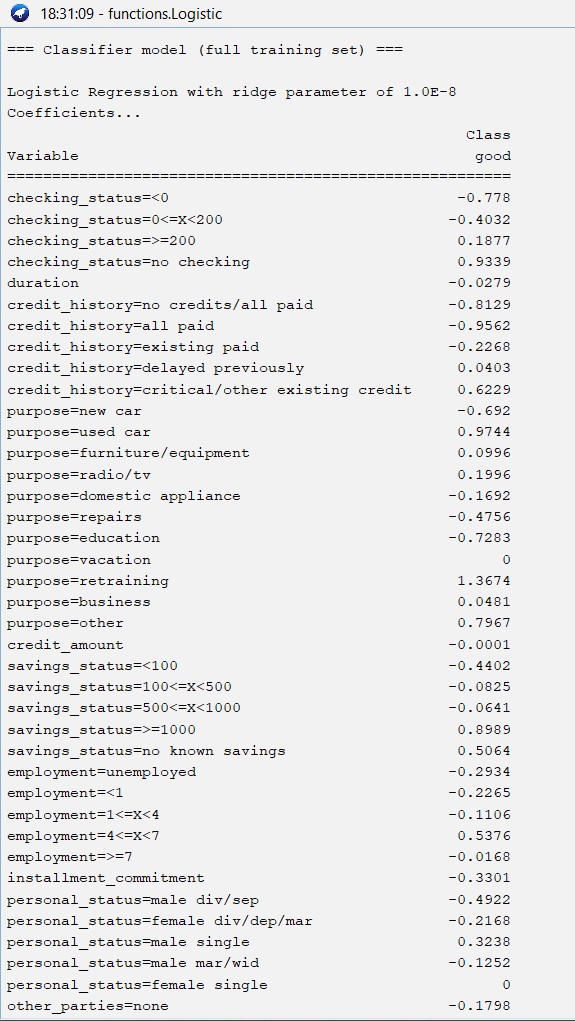 18:31:09 - functions.Logistic
=== Classifier model (full training set) ===
Logistic Regression with ridge parameter of 1.0E-8
Coefficients...
Class
Variable good
===============================================================
checking_status=<0 -0.778
checking_status=0<=X<200 -0.4032
checking_status=>=200 0.1877
checking_status=no checking 0.9339
duration -0.0279
credit_history=no credits/all paid -0.8129
credit_history=all paid -0.9562
credit_history=existing paid -0.2268
credit_history=delayed previously 0.0403
credit_history=critical/other existing credit 0.6229
purpose=new car -0.692
purpose=used car 0.9744
purpose=furniture/equipment 0.0996
purpose=radio/tv 0.1996
purpose=domestic appliance -0.1692
purpose=repairs -0.4756
purpose=education -0.7283
purpose=vacation 0
purpose=retraining 1.3674
purpose=business 0.0481
purpose=other 0.7967
credit_amount -0.0001
savings_status=<100 -0.4402
savings_status=100<=X<500 -0.0825
savings_status=500<=X<1000 -0.0641
savings_status=>=1000 0.8989
savings_status=no known savings 0.5064
employment=unemployed -0.2934
employment=<1 -0.2265
employment=1<=X<4 -0.1106
employment=4<=X<7 0.5376
employment=>=7 -0.0168
installment_commitment -0.3301
personal_status=male div/sep -0.4922
personal_status=female div/dep/mar -0.2168
personal_status=male single 0.3238
personal_status=male mar/wid -0.1252
personal_status=female single 0
other_parties=none -0.1798